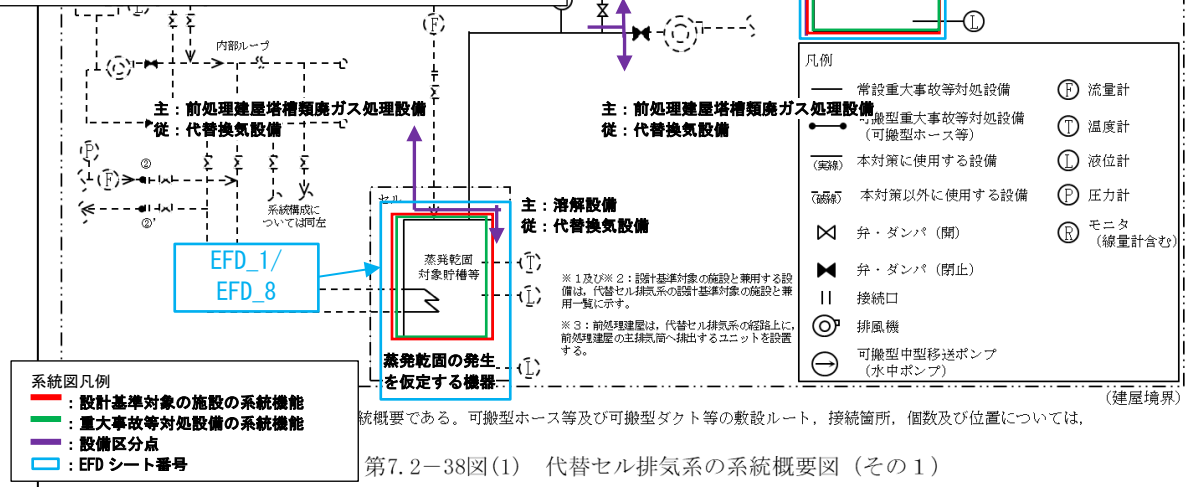 Ⓕ
Ⓛ
内部ループ
主：前処理建屋塔槽類廃ガス処理設備
従：代替換気設備
主：前処理建屋塔槽類廃ガス処理設備
従：代替換気設備
Ⓟ
Ⓕ
②
②'
系統構成に
ついては同左
セル
主：溶解設備
従：代替換気設備
EFD_1/
EFD_8
蒸発乾固
対象貯槽等
Ⓣ
Ⓛ
Ⓛ
蒸発乾固の発生
を仮定する機器
※１及び※２：設計基準対象の施設と兼用する設
備は，代替セル排気系の設計基準対象の施設と兼
用一覧に示す。
※３：前処理建屋は，代替セル排気系の経路上に，
前処理建屋の主排気筒へ排出するユニットを設置
する。
凡例
常設重大事故等対処設備
可搬型重大事故等対処設備
（可搬型ホース等）
(実線) 本対策に使用する設備
(破線) 本対策以外に使用する設備
弁・ダンパ（開）
弁・ダンパ（閉止）
接続口
排風機
可搬型中型移送ポンプ
（水中ポンプ）
Ⓕ 流量計
Ⓣ 温度計
Ⓛ 液位計
Ⓟ 圧力計
Ⓡ モニタ
（線量計含む）
（建屋境界）
系統図凡例
：設計基準対象の施設の系統機能
：重大事故等対処設備の系統機能
：設備区分点
：EFD シート番号
統概要である。可搬型ホース等及び可搬型ダクト等の敷設ルート，接続箇所，個数及び位置については，
第7.2－38図(1)　代替セル排気系の系統概要図（その１）